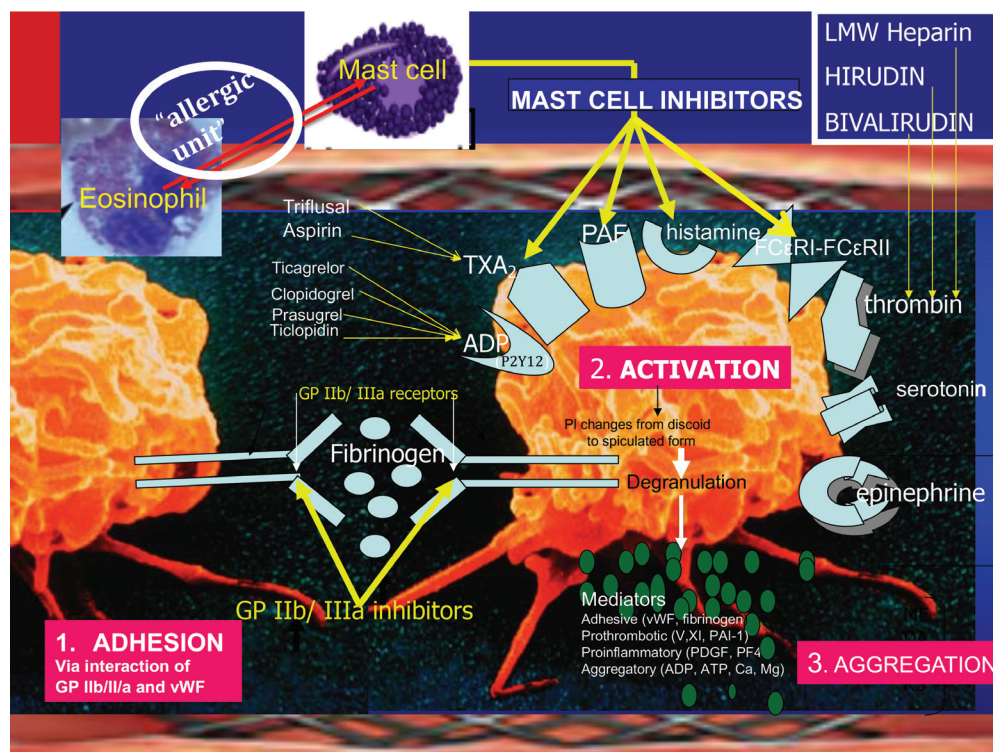 "allergic
unit"
Mast cell
Eosinophil
MAST CELL INHIBITORS
LMW Heparin
HIRUDIN
BIVALIRUDIN
Triflusal
Aspirin
Ticagrelor
Clopidogrel
Prasugrel
Ticlopidin
TXA₂
ADP
P2Y12
PAF
histamine
FCεRI-FCεRII
thrombin
serotonin
epinephrine
2. ACTIVATION
Pl changes from discoid
to spiculated form
Degranulation
GP IIb/ IIIa receptors
Fibrinogen
GP IIb/ IIIa inhibitors
1. ADHESION
Via interaction of
GP IIb/II/a and vWF
Mediators
Adhesive (vWF, fibrinogen
Prothrombotic (V,XI, PAI-1)
Proinflammatory (PDGF, PF4
Aggregatory (ADP, ATP, Ca, Mg)
3. AGGREGATION